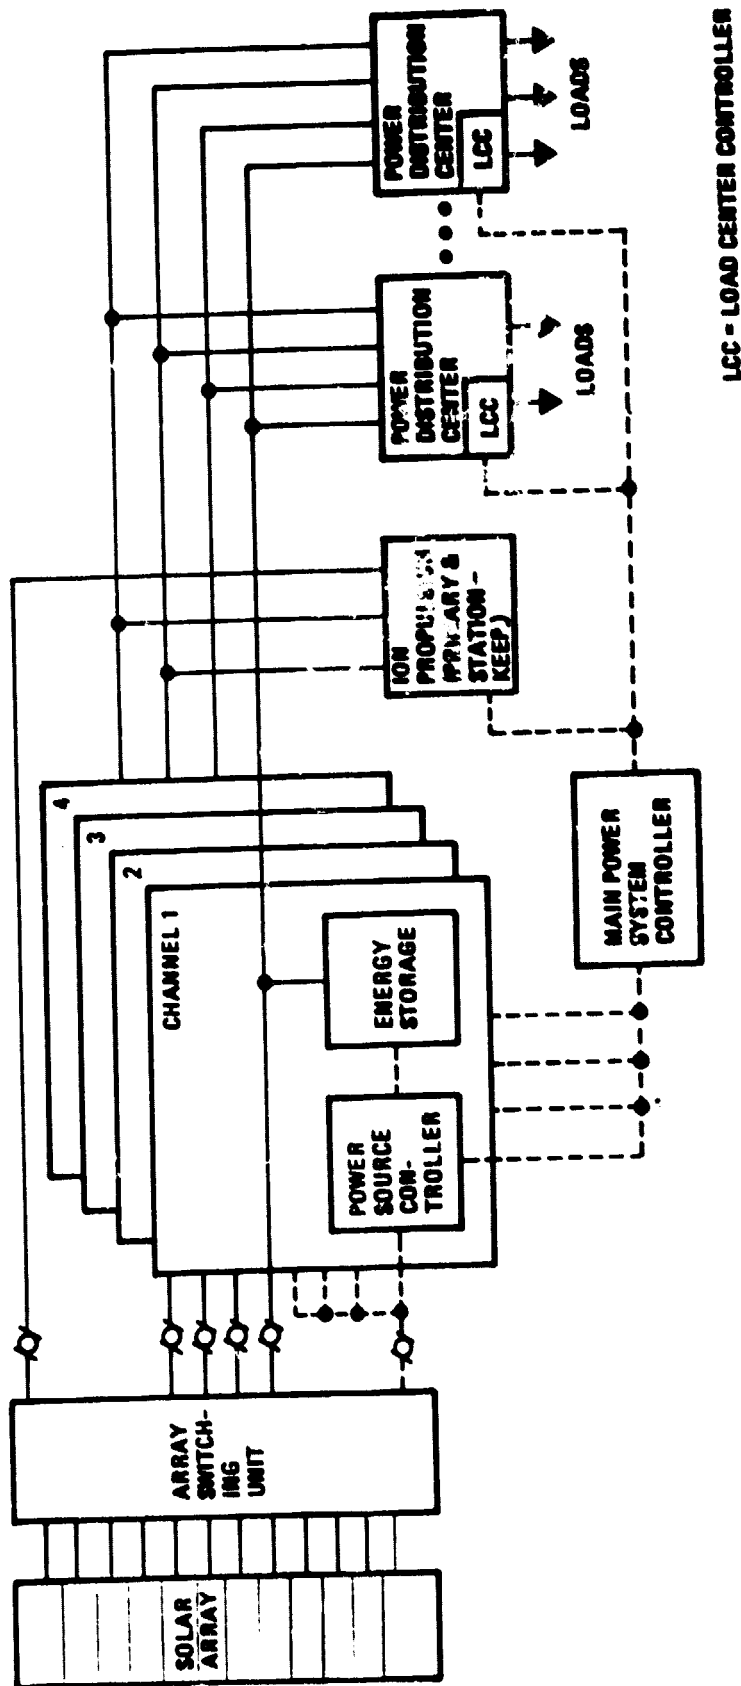 SOLAR
ARRAY
ARRAY
SWITCH-
ING
UNIT
4
3
2
CHANNEL 1
POWER
SOURCE
CON-
TROLLER
ENERGY
STORAGE
MAIN POWER
SYSTEM
CONTROLLER
ION
PROPULSION
(PRIMARY &
STATION-
KEEP)
POWER
DISTRIBUTION
CENTER
LCC
LOADS
POWER
DISTRIBUTION
CENTER
LCC
LOADS
LCC = LOAD CENTER CONTROLLER